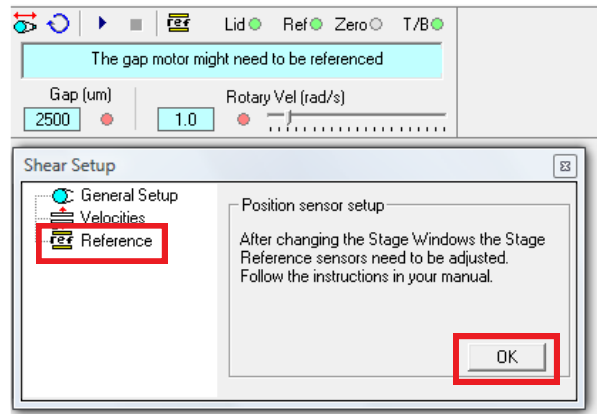 ref Lid Ref Zero T/B
The gap motor might need to be referenced
Gap (um) Rotary Vel (rad/s)
2500 1.0
Shear Setup
General Setup
Velocities
ref Reference
Position sensor setup
After changing the Stage Windows the Stage
Reference sensors need to be adjusted.
Follow the instructions in your manual.
OK